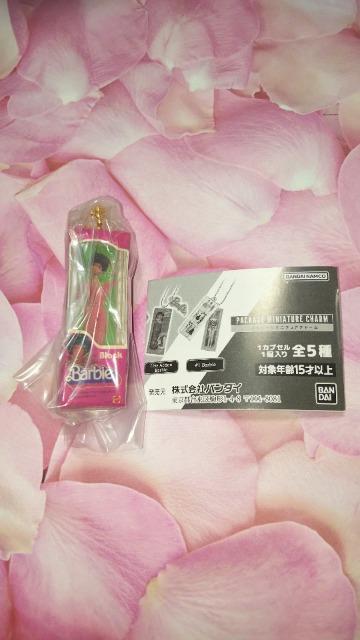 Black
Barbie
BANDAI NAMCO
PACKAGE MINIATURE CHARM
#1 Barbie
1カプセル
1個入り 全5種
対象年齢15才以上
BAN
DAI
発売元 株式会社バンダイ